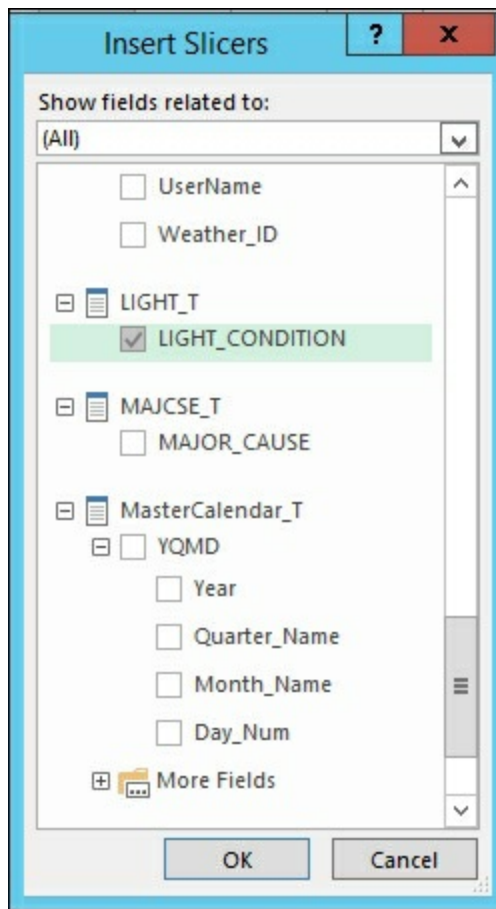 Insert Slicers
Show fields related to:
(All)
UserName
Weather_ID
LIGHT_T
LIGHT_CONDITION
MAJCSE_T
MAJOR_CAUSE
MasterCalendar_T
YQMD
Year
Quarter_Name
Month_Name
Day_Num
More Fields
OK
Cancel